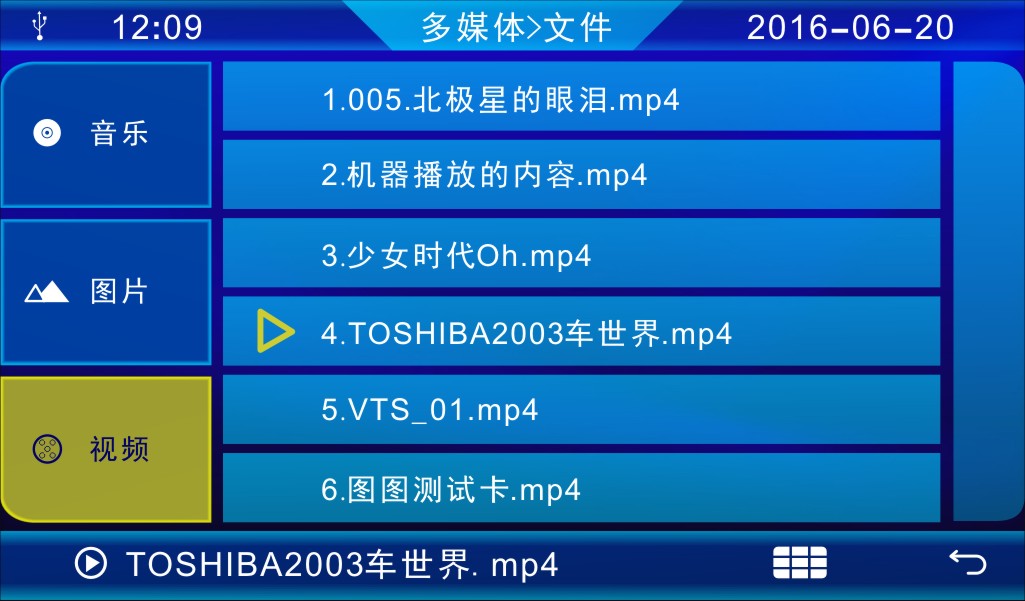 12:09 多媒体>文件 2016-06-20
音乐
图片
视频
1.005.北极星的眼泪.mp4
2.机器播放的内容.mp4
3.少女时代Oh.mp4
4.TOSHIBA2003车世界.mp4
5.VTS_01.mp4
6.图图测试卡.mp4
TOSHIBA2003车世界. mp4